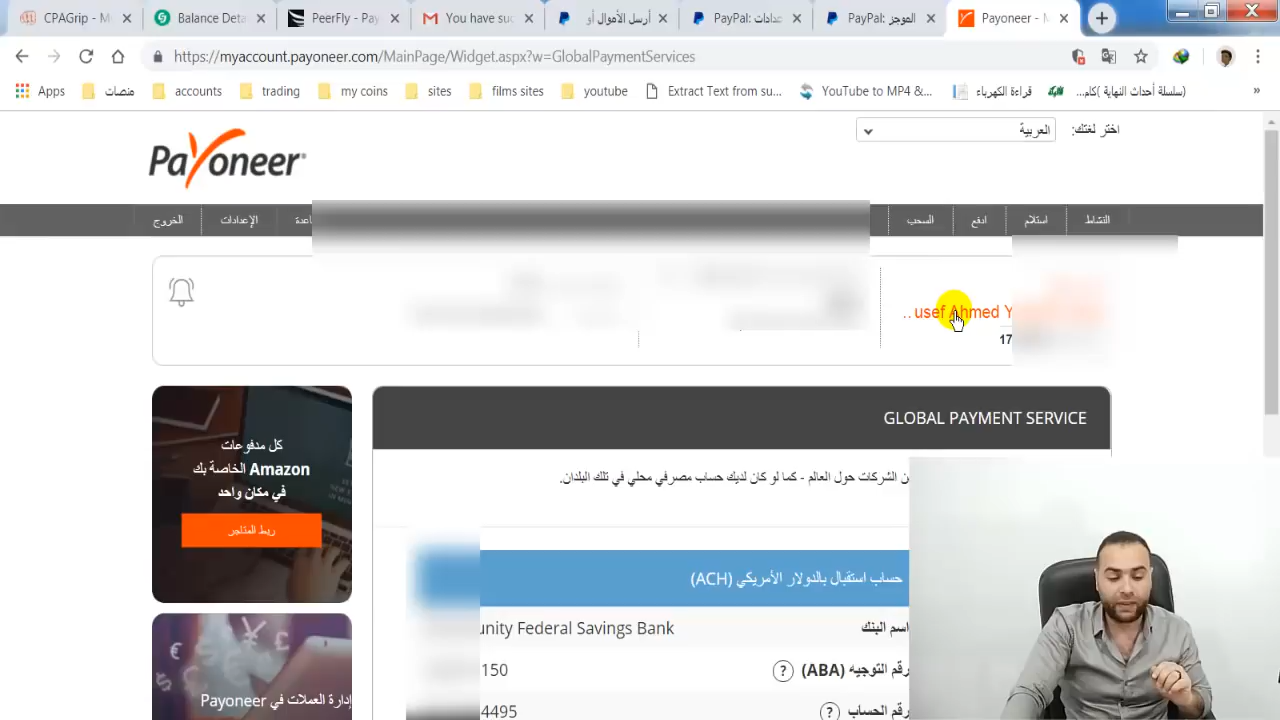 CPAGrip - M
Balance Deta
PeerFly - Pay
You have su
أرسل الأموال أو
PayPal: إعدادات
PayPal: الموجز
Payoneer - M
https://myaccount.payoneer.com/MainPage/Widget.aspx?w=GlobalPaymentServices
Apps
منصات
accounts
trading
my coins
sites
films sites
youtube
Extract Text from su...
YouTube to MP4 &...
قراءة الكهرباء
(سلسلة أحداث النهاية )كام...
»
اختر لغتك:
العربية
Payoneer
النشاط
استلام
ادفع
السحب
الإعدادات
الخروج
.. usef Ahmed Y
17
كل مدفوعات
Amazon الخاصة بك
في مكان واحد
ربط المتاجر
GLOBAL PAYMENT SERVICE
ن الشركات حول العالم - كما لو كان لديك حساب مصرفي محلي في تلك البلدان.
حساب استقبال بالدولار الأمريكي (ACH)
اسم البنك
unity Federal Savings Bank
رقم التوجيه (ABA) ?
150
رقم الحساب ?
4495
إدارة العملات في Payoneer